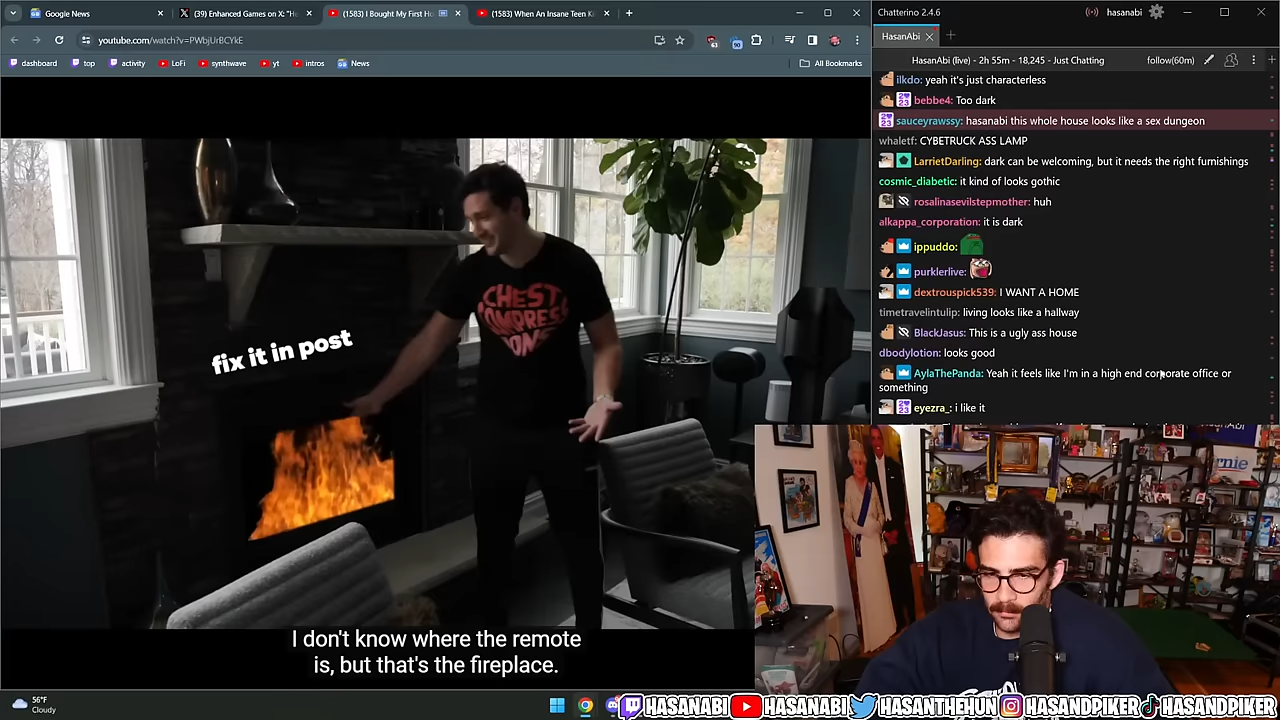 Google News
(39) Enhanced Games on X: "H
(1583) I Bought My First Ho
(1583) When An Insane Teen K
youtube.com/watch?v=PWbjUrBCYkE
dashboard
top
activity
LoFi
synthwave
yt
intros
News
All Bookmarks
fix it in post
CHEST
COMPRESS
IONS
I don't know where the remote
is, but that's the fireplace.
Chatterino 2.4.6
hasanabi
HasanAbi
HasanAbi (live) - 2h 55m - 18,245 - Just Chatting
follow(60m)
ilkdo: yeah it's just characterless
bebbe4: Too dark
sauceyrawssy: hasanabi this whole house looks like a sex dungeon
whaletf: CYBETRUCK ASS LAMP
LarrietDarling: dark can be welcoming, but it needs the right furnishings
cosmic_diabetic: it kind of looks gothic
rosalinasevilstepmother: huh
alkappa_corporation: it is dark
ippuddo:
purklerlive:
dextrouspick539: I WANT A HOME
timetravelintulip: living looks like a hallway
BlackJasus: This is a ugly ass house
dbodylotion: looks good
AylaThePanda: Yeah it feels like I'm in a high end corporate office or
something
eyezra_: i like it
ernie
56°F
Cloudy
HASANABI
HASANABI
HASANTHEHUN
HASANDPIKER
HASANDPIKER